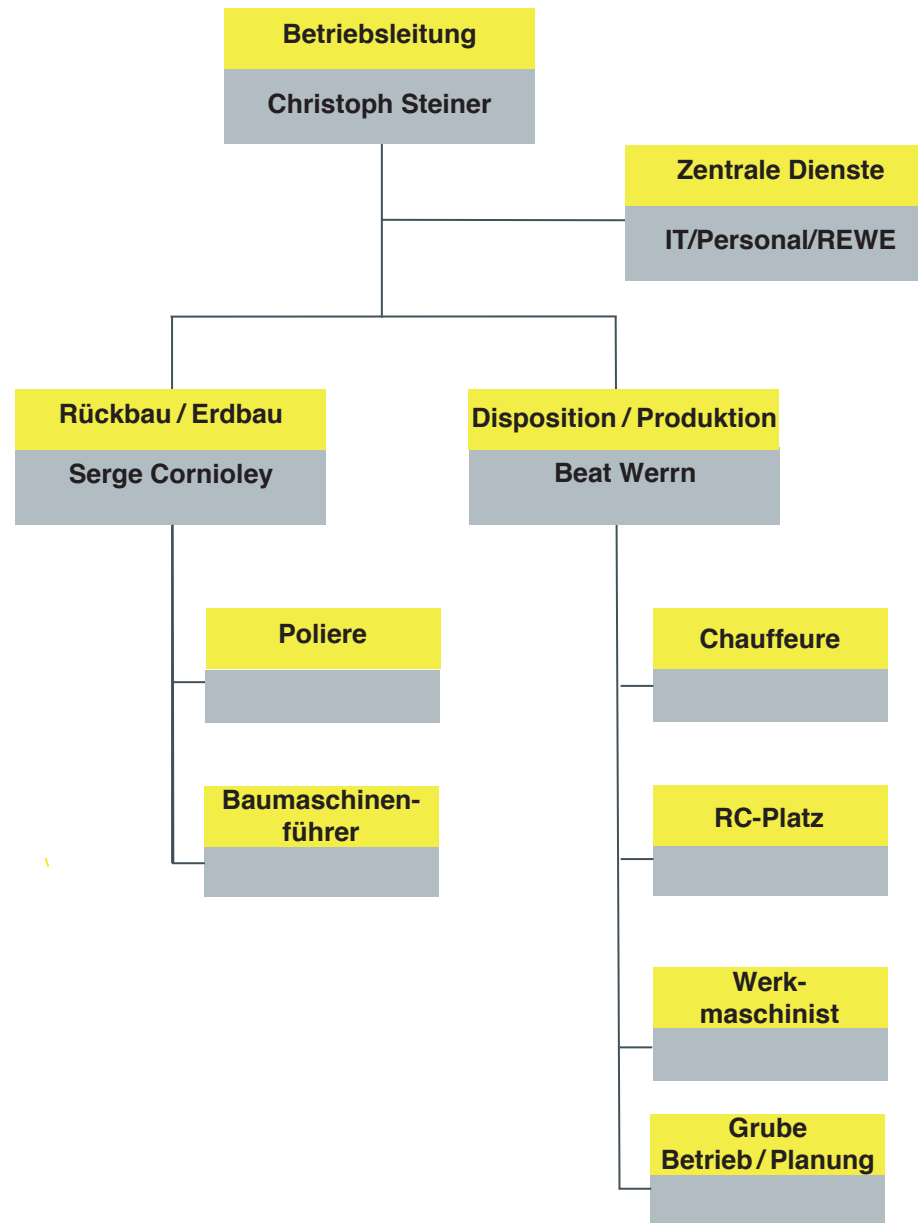 Betriebsleitung
Christoph Steiner
Zentrale Dienste
IT/Personal/REWE
Rückbau / Erdbau
Serge Cornioley
Disposition / Produktion
Beat Werrn
Poliere
Baumaschinen-
führer
Chauffeure
RC-Platz
Werk-
maschinist
Grube
Betrieb / Planung